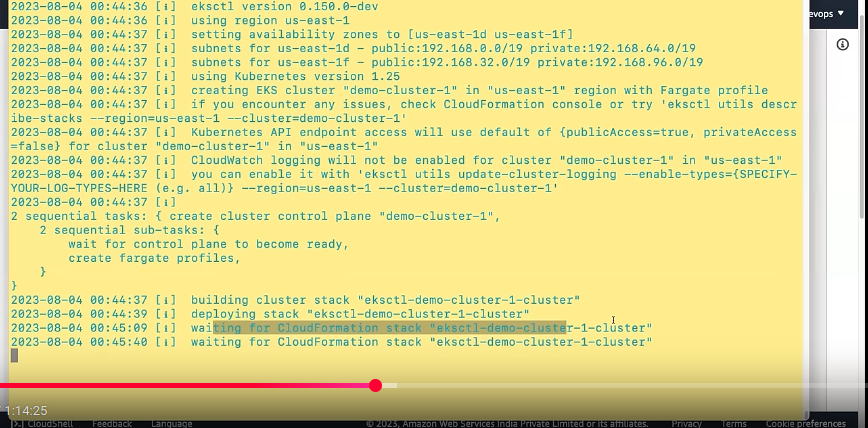 2023-08-04 00:44:36 [ℹ]  eksctl version 0.150.0-dev
2023-08-04 00:44:36 [ℹ]  using region us-east-1
2023-08-04 00:44:37 [ℹ]  setting availability zones to [us-east-1d us-east-1f]
2023-08-04 00:44:37 [ℹ]  subnets for us-east-1d - public:192.168.0.0/19 private:192.168.64.0/19
2023-08-04 00:44:37 [ℹ]  subnets for us-east-1f - public:192.168.32.0/19 private:192.168.96.0/19
2023-08-04 00:44:37 [ℹ]  using Kubernetes version 1.25
2023-08-04 00:44:37 [ℹ]  creating EKS cluster "demo-cluster-1" in "us-east-1" region with Fargate profile
2023-08-04 00:44:37 [ℹ]  if you encounter any issues, check CloudFormation console or try 'eksctl utils descr
ibe-stacks --region=us-east-1 --cluster=demo-cluster-1'
2023-08-04 00:44:37 [ℹ]  Kubernetes API endpoint access will use default of {publicAccess=true, privateAccess
=false} for cluster "demo-cluster-1" in "us-east-1"
2023-08-04 00:44:37 [ℹ]  CloudWatch logging will not be enabled for cluster "demo-cluster-1" in "us-east-1"
2023-08-04 00:44:37 [ℹ]  you can enable it with 'eksctl utils update-cluster-logging --enable-types={SPECIFY-
YOUR-LOG-TYPES-HERE (e.g. all)} --region=us-east-1 --cluster=demo-cluster-1'
2023-08-04 00:44:37 [ℹ]
2 sequential tasks: { create cluster control plane "demo-cluster-1",
    2 sequential sub-tasks: {
        wait for control plane to become ready,
        create fargate profiles,
    }
}
2023-08-04 00:44:37 [ℹ]  building cluster stack "eksctl-demo-cluster-1-cluster"
2023-08-04 00:44:39 [ℹ]  deploying stack "eksctl-demo-cluster-1-cluster"
2023-08-04 00:45:09 [ℹ]  waiting for CloudFormation stack "eksctl-demo-cluster-1-cluster"
2023-08-04 00:45:40 [ℹ]  waiting for CloudFormation stack "eksctl-demo-cluster-1-cluster"
evops
1:14:25
CloudShell Feedback Language © 2023, Amazon Web Services India Private Limited or its affiliates. Privacy Terms Cookie preferences